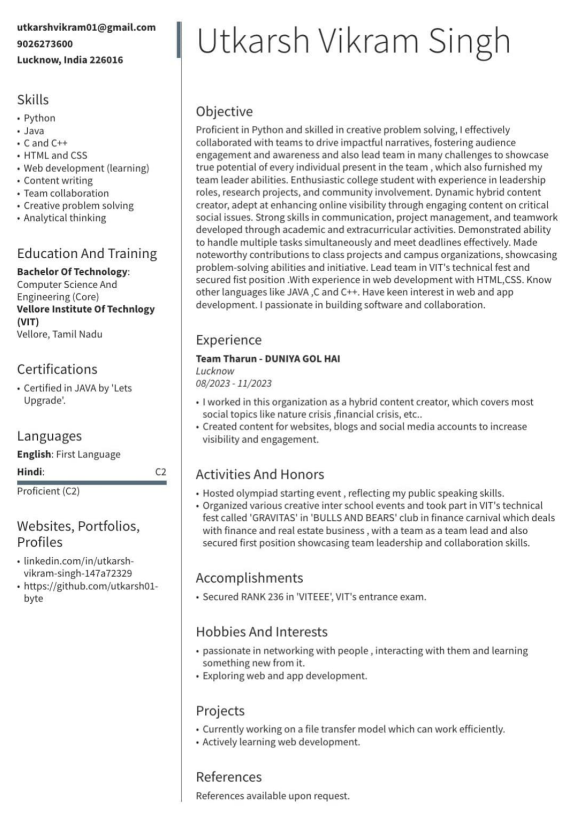 utkarshvikram01@gmail.com
9026273600
Lucknow, India 226016
Skills
• Python
• Java
• C and C++
• HTML and CSS
• Web development (learning)
• Content writing
• Team collaboration
• Creative problem solving
• Analytical thinking
Education And Training
Bachelor Of Technology:
Computer Science And
Engineering (Core)
Vellore Institute Of Technlogy
(VIT)
Vellore, Tamil Nadu
Certifications
• Certified in JAVA by 'Lets
Upgrade'.
Languages
English: First Language
Hindi: C2
Proficient (C2)
Websites, Portfolios,
Profiles
• linkedin.com/in/utkarsh-
vikram-singh-147a72329
• https://github.com/utkarsh01-
byte
Utkarsh Vikram Singh
Objective
Proficient in Python and skilled in creative problem solving, I effectively
collaborated with teams to drive impactful narratives, fostering audience
engagement and awareness and also lead team in many challenges to showcase
true potential of every individual present in the team , which also furnished my
team leader abilities. Enthusiastic college student with experience in leadership
roles, research projects, and community involvement. Dynamic hybrid content
creator, adept at enhancing online visibility through engaging content on critical
social issues. Strong skills in communication, project management, and teamwork
developed through academic and extracurricular activities. Demonstrated ability
to handle multiple tasks simultaneously and meet deadlines effectively. Made
noteworthy contributions to class projects and campus organizations, showcasing
problem-solving abilities and initiative. Lead team in VIT's technical fest and
secured fist position .With experience in web development with HTML,CSS. Know
other languages like JAVA ,C and C++. Have keen interest in web and app
development. I passionate in building software and collaboration.
Experience
Team Tharun - DUNIYA GOL HAI
Lucknow
08/2023 - 11/2023
• I worked in this organization as a hybrid content creator, which covers most
social topics like nature crisis ,financial crisis, etc..
• Created content for websites, blogs and social media accounts to increase
visibility and engagement.
Activities And Honors
• Hosted olympiad starting event , reflecting my public speaking skills.
• Organized various creative inter school events and took part in VIT's technical
fest called 'GRAVITAS' in 'BULLS AND BEARS' club in finance carnival which deals
with finance and real estate business , with a team as a team lead and also
secured first position showcasing team leadership and collaboration skills.
Accomplishments
• Secured RANK 236 in 'VITEEE', VIT's entrance exam.
Hobbies And Interests
• passionate in networking with people , interacting with them and learning
something new from it.
• Exploring web and app development.
Projects
• Currently working on a file transfer model which can work efficiently.
• Actively learning web development.
References
References available upon request.